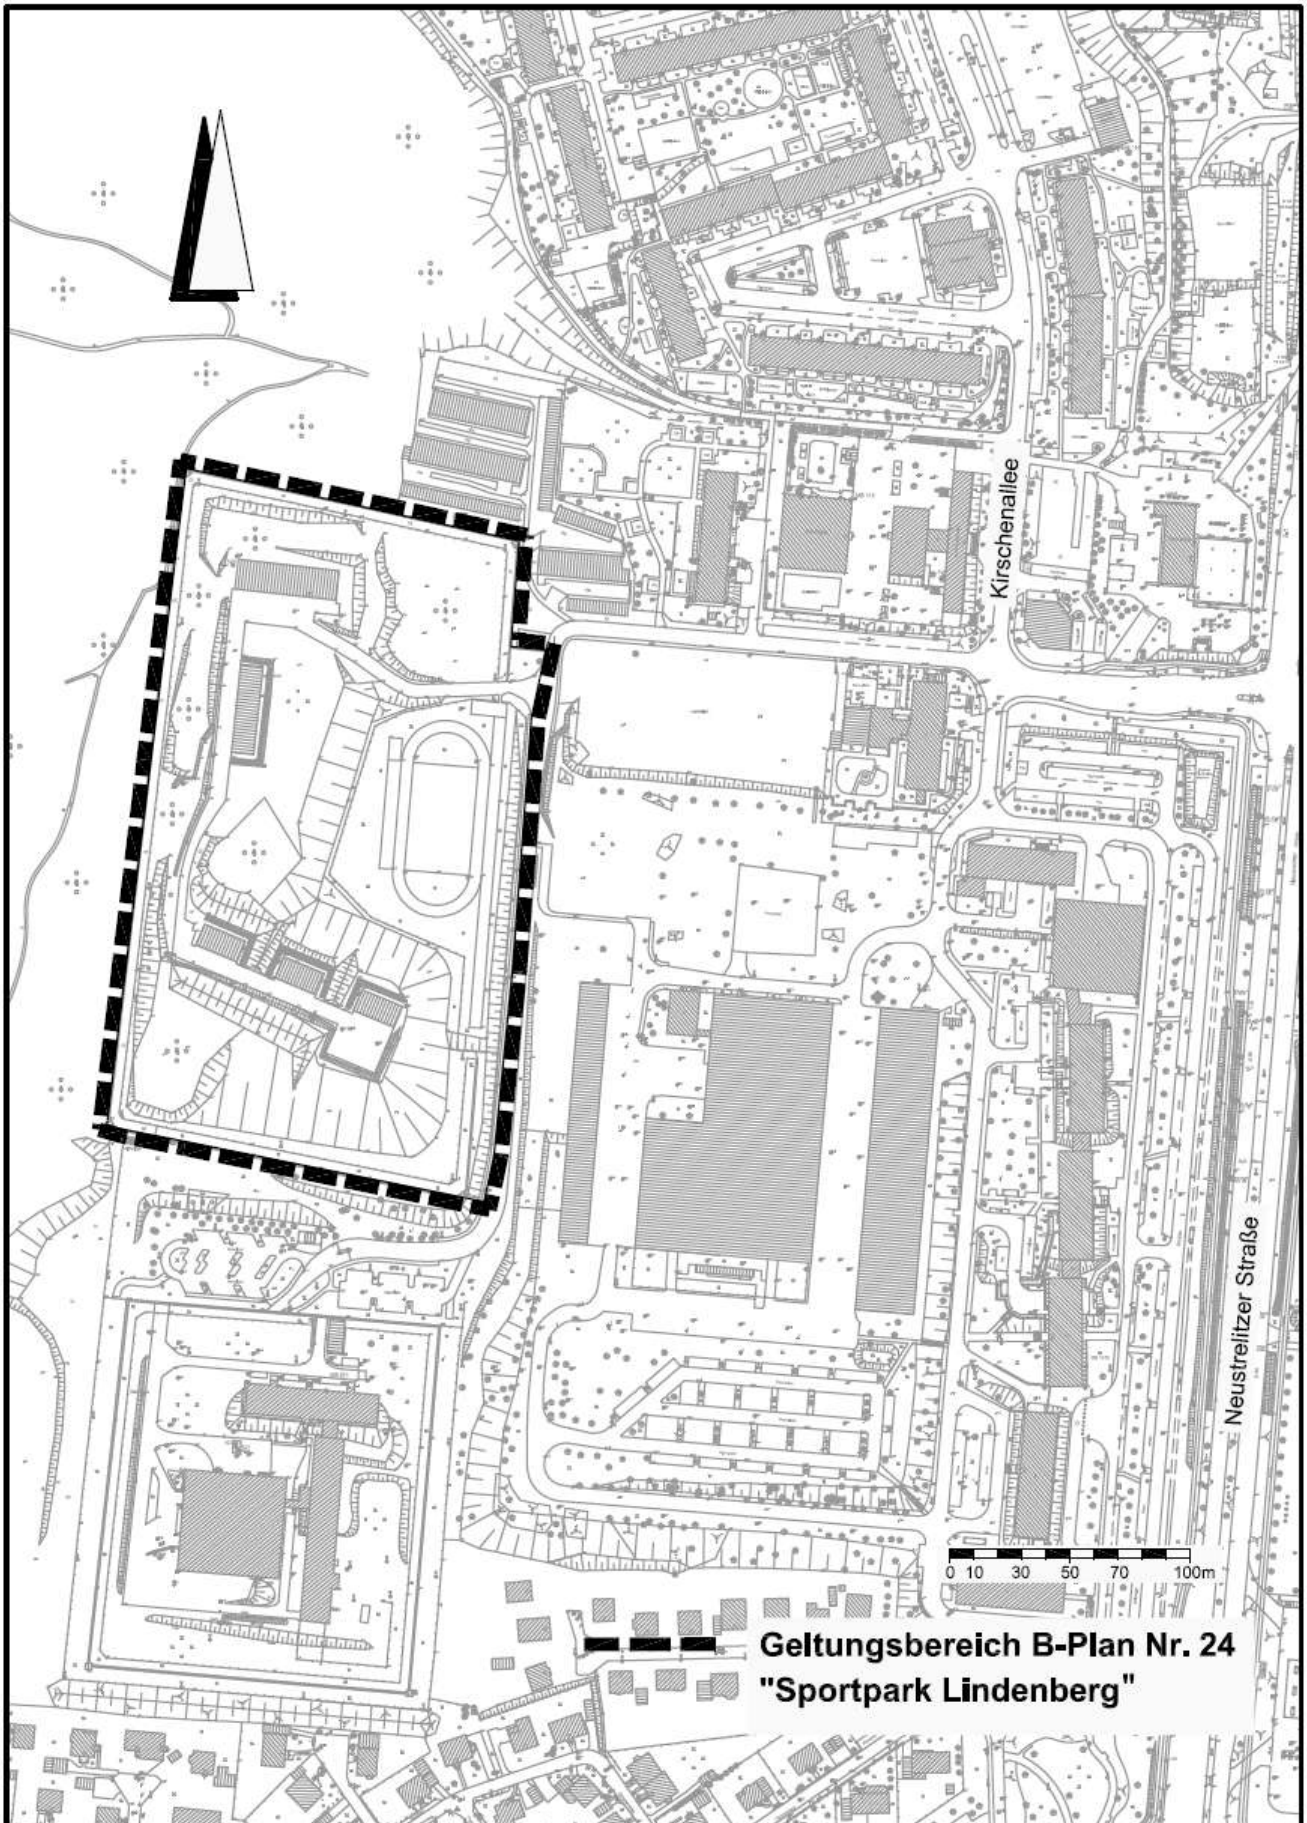 Kirschenallee
Neustrelitzer Straße
0 10 30 50 70 100m
Geltungsbereich B-Plan Nr. 24
"Sportpark Lindenberg"